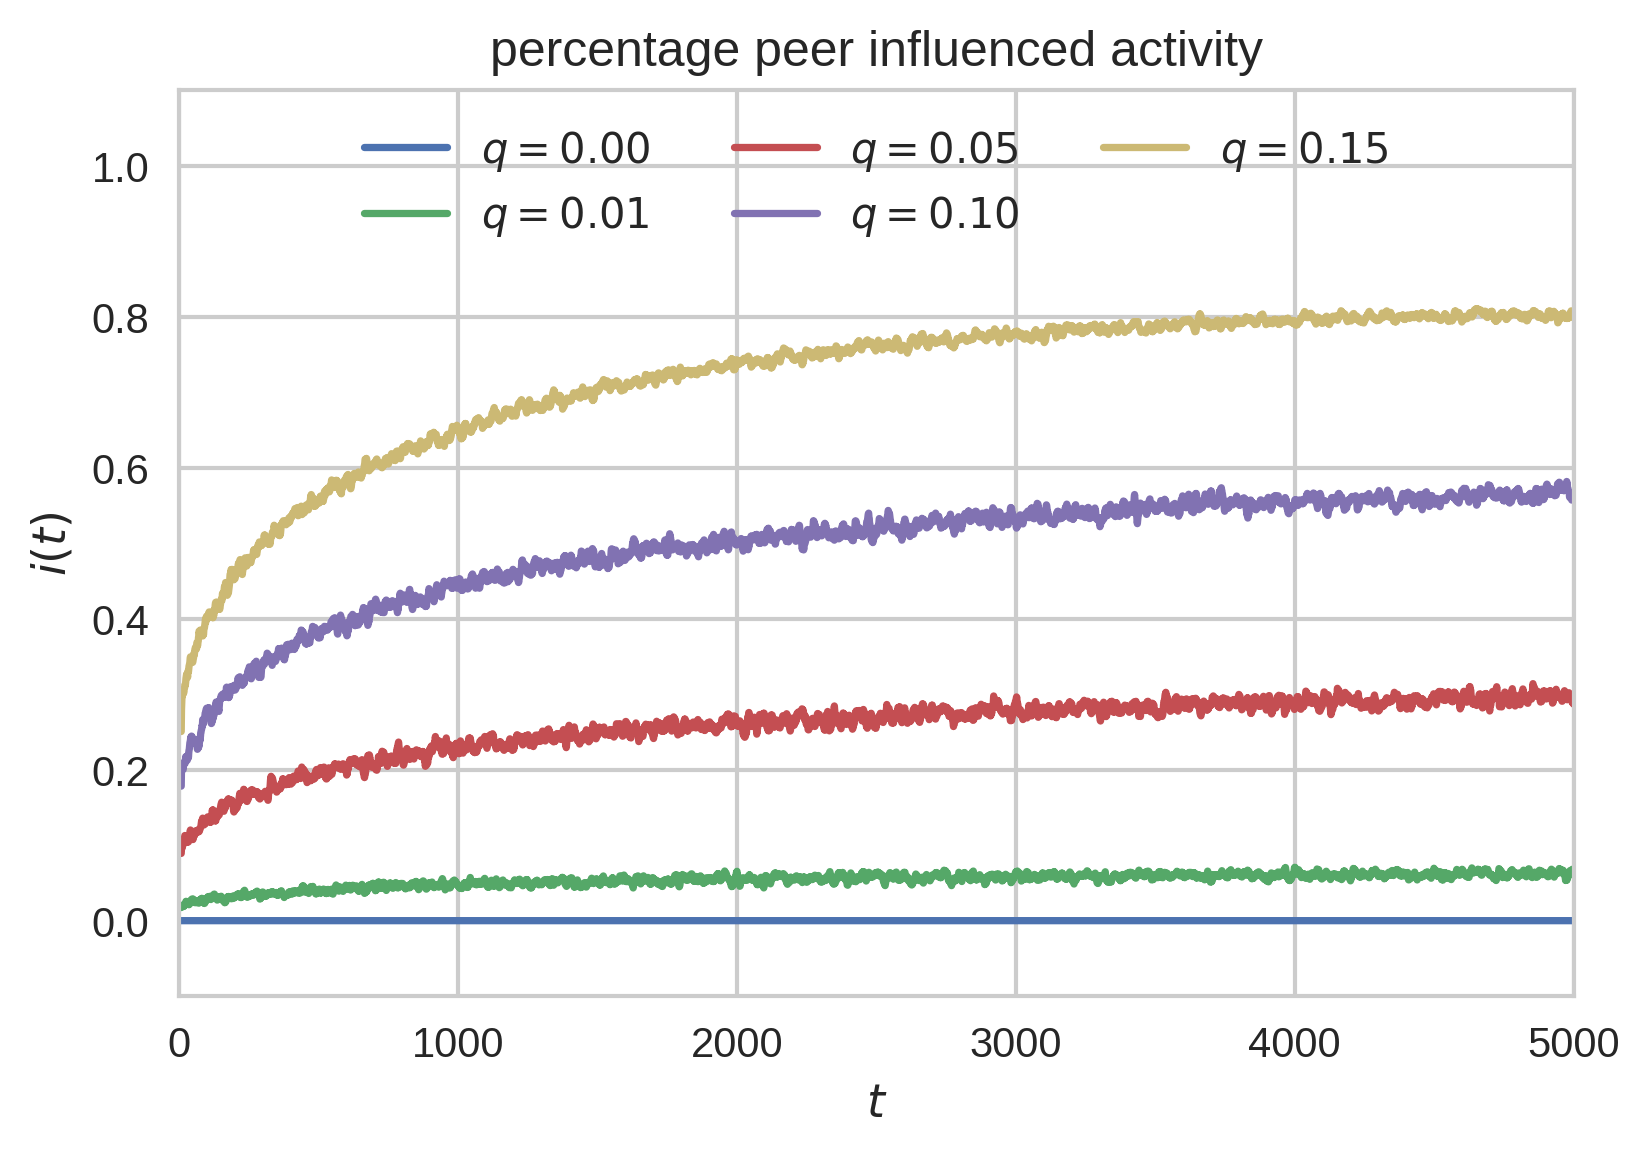 percentage peer influenced activity
q = 0.00 q = 0.05 q = 0.15
q = 0.01 q = 0.10
1.0
0.8
0.6
0.4
0.2
0.0
i(t)
0 1000 2000 3000 4000 5000
t